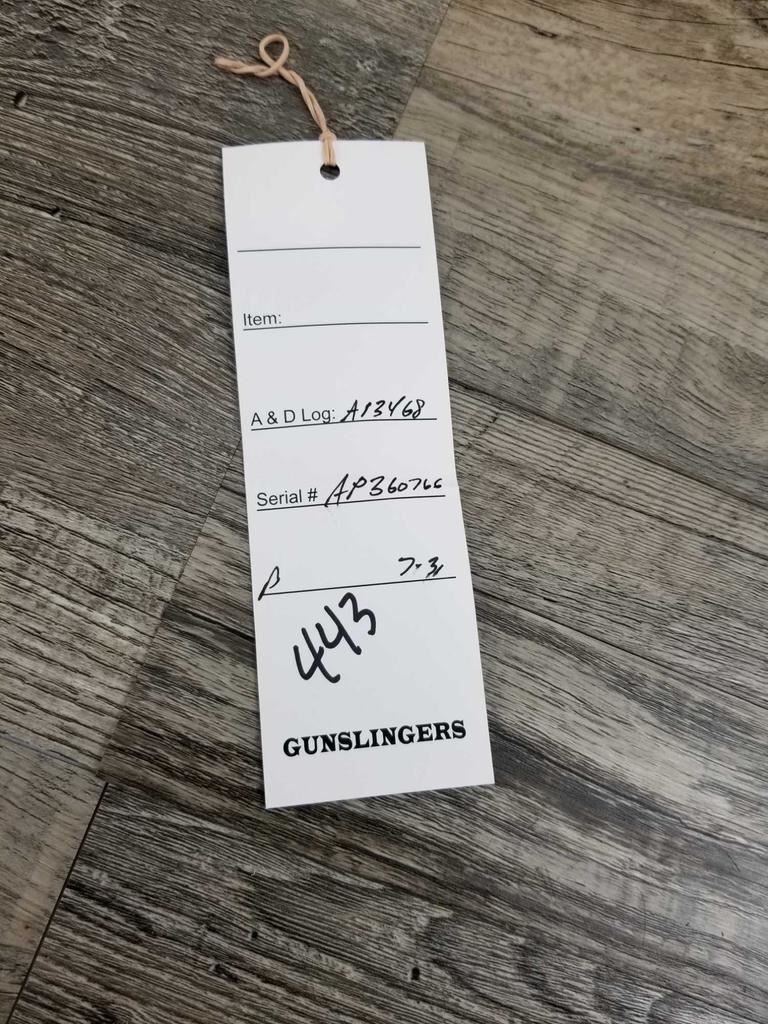 Item:
A & D Log: A13468
Serial # AP360766
B 7-31
443
GUNSLINGERS